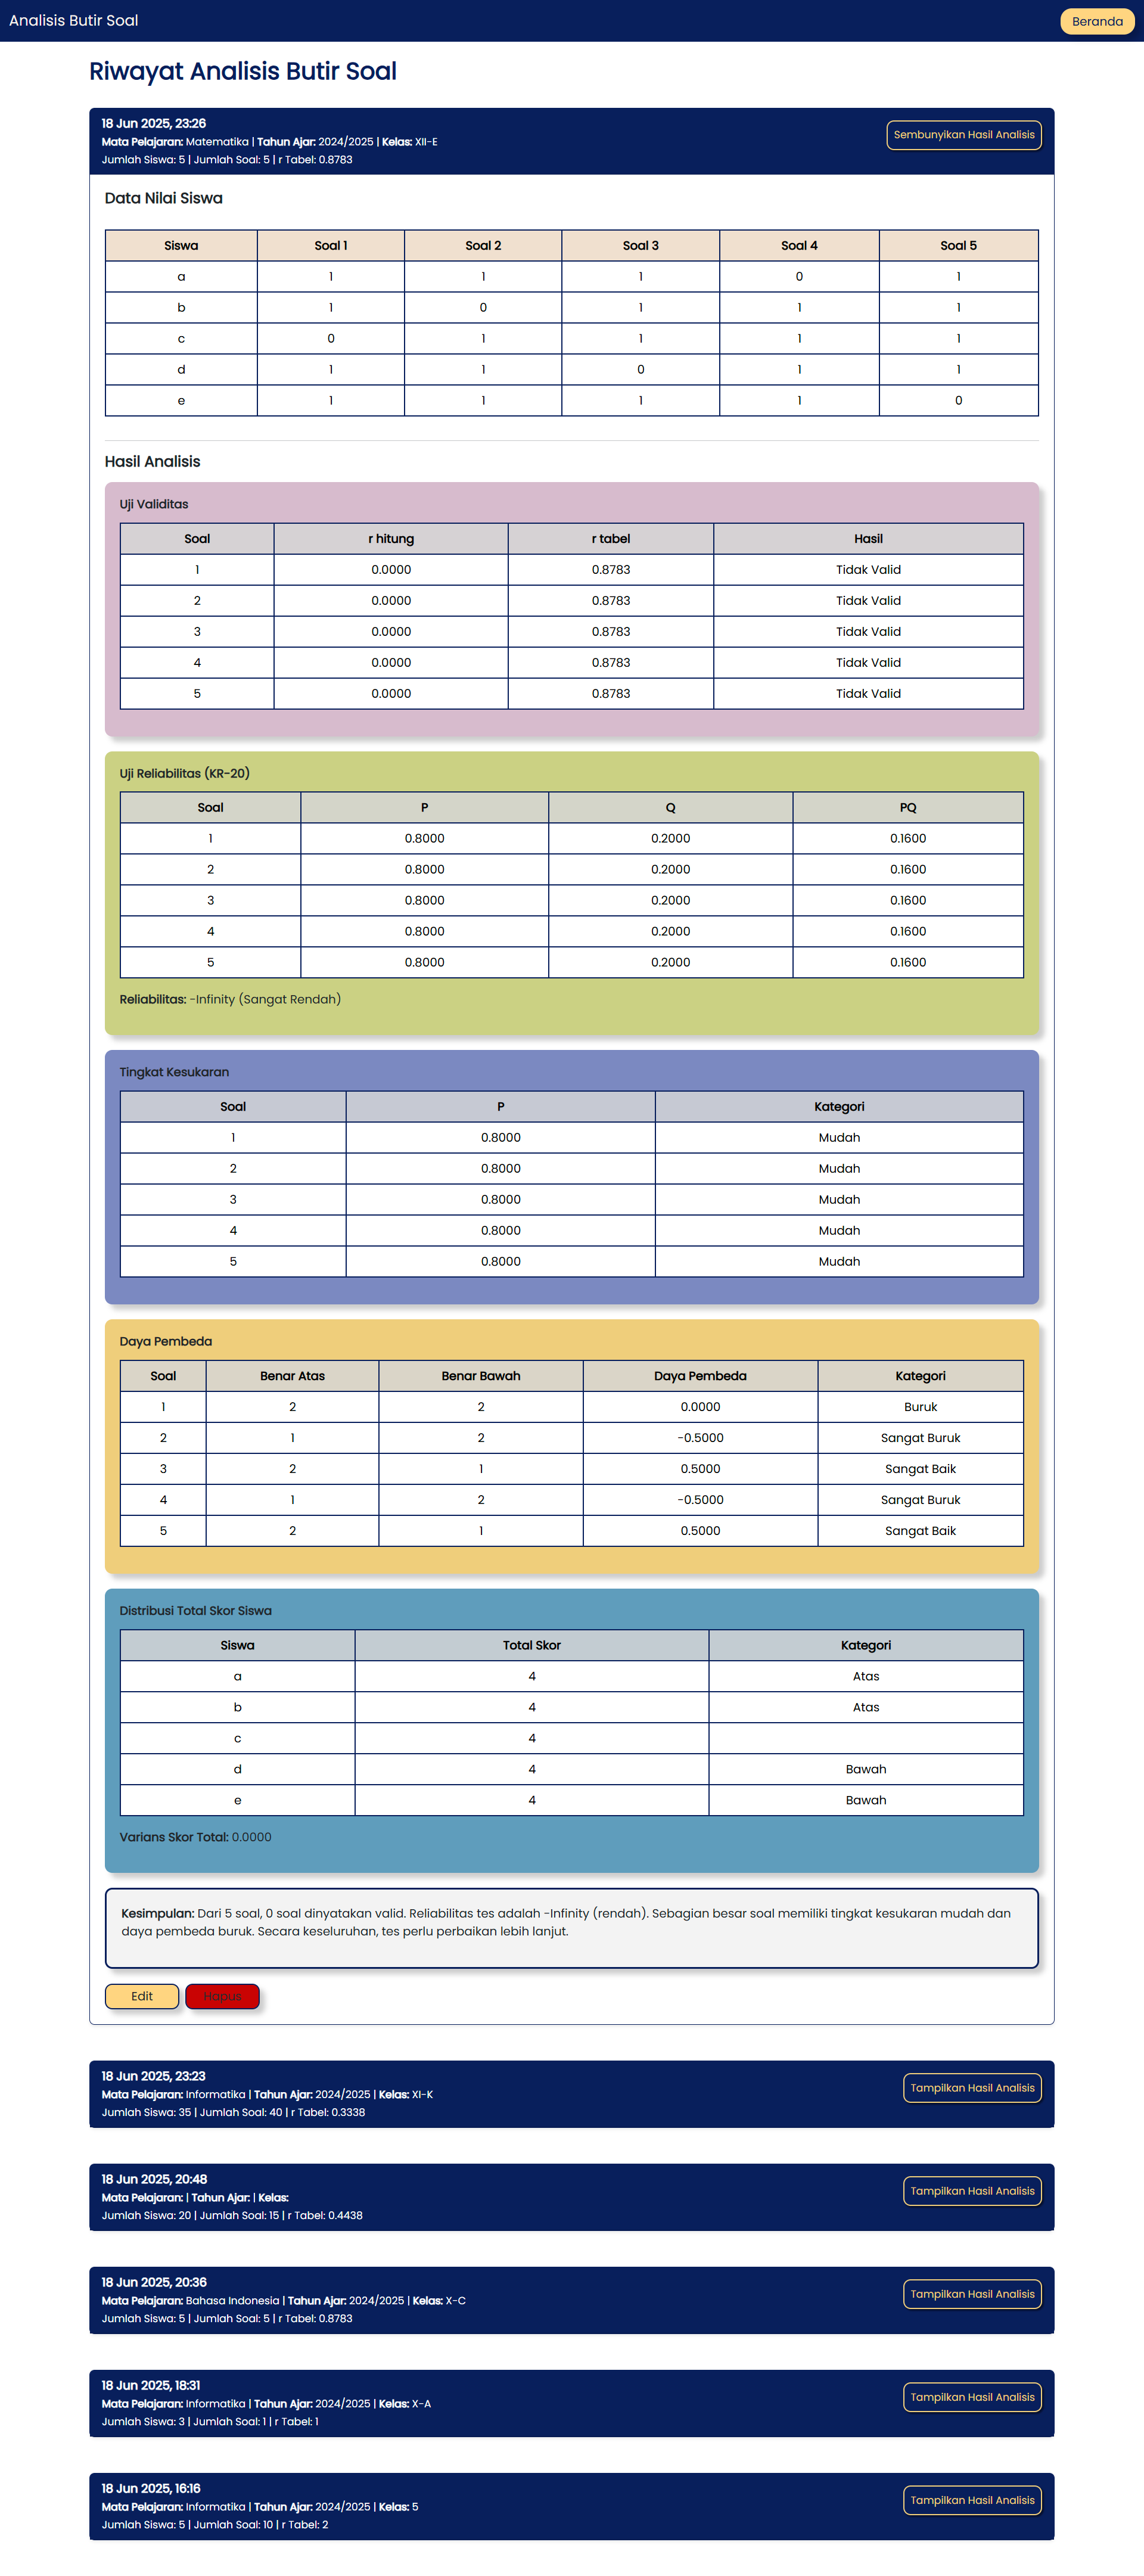 Analisis Butir Soal
Beranda
Riwayat Analisis Butir Soal
18 Jun 2025, 23:26
Mata Pelajaran: Matematika | Tahun Ajar: 2024/2025 | Kelas: XII-E
Jumlah Siswa: 5 | Jumlah Soal: 5 | r Tabel: 0.8783
Sembunyikan Hasil Analisis
Data Nilai Siswa
Siswa Soal 1 Soal 2 Soal 3 Soal 4 Soal 5
a 1 1 1 0 1
b 1 0 1 1 1
c 0 1 1 1 1
d 1 1 0 1 1
e 1 1 1 1 0
Hasil Analisis
Uji Validitas
Soal r hitung r tabel Hasil
1 0.0000 0.8783 Tidak Valid
2 0.0000 0.8783 Tidak Valid
3 0.0000 0.8783 Tidak Valid
4 0.0000 0.8783 Tidak Valid
5 0.0000 0.8783 Tidak Valid
Uji Reliabilitas (KR-20)
Soal P Q PQ
1 0.8000 0.2000 0.1600
2 0.8000 0.2000 0.1600
3 0.8000 0.2000 0.1600
4 0.8000 0.2000 0.1600
5 0.8000 0.2000 0.1600
Reliabilitas: -Infinity (Sangat Rendah)
Tingkat Kesukaran
Soal P Kategori
1 0.8000 Mudah
2 0.8000 Mudah
3 0.8000 Mudah
4 0.8000 Mudah
5 0.8000 Mudah
Daya Pembeda
Soal Benar Atas Benar Bawah Daya Pembeda Kategori
1 2 2 0.0000 Buruk
2 1 2 -0.5000 Sangat Buruk
3 2 1 0.5000 Sangat Baik
4 1 2 -0.5000 Sangat Buruk
5 2 1 0.5000 Sangat Baik
Distribusi Total Skor Siswa
Siswa Total Skor Kategori
a 4 Atas
b 4 Atas
c 4
d 4 Bawah
e 4 Bawah
Varians Skor Total: 0.0000
Kesimpulan: Dari 5 soal, 0 soal dinyatakan valid. Reliabilitas tes adalah -Infinity (rendah). Sebagian besar soal memiliki tingkat kesukaran mudah dan
daya pembeda buruk. Secara keseluruhan, tes perlu perbaikan lebih lanjut.
Edit Hapus
18 Jun 2025, 23:23
Mata Pelajaran: Informatika | Tahun Ajar: 2024/2025 | Kelas: XI-K
Jumlah Siswa: 35 | Jumlah Soal: 40 | r Tabel: 0.3338
Tampilkan Hasil Analisis
18 Jun 2025, 20:48
Mata Pelajaran: | Tahun Ajar: | Kelas:
Jumlah Siswa: 20 | Jumlah Soal: 15 | r Tabel: 0.4438
Tampilkan Hasil Analisis
18 Jun 2025, 20:36
Mata Pelajaran: Bahasa Indonesia | Tahun Ajar: 2024/2025 | Kelas: X-C
Jumlah Siswa: 5 | Jumlah Soal: 5 | r Tabel: 0.8783
Tampilkan Hasil Analisis
18 Jun 2025, 18:31
Mata Pelajaran: Informatika | Tahun Ajar: 2024/2025 | Kelas: X-A
Jumlah Siswa: 3 | Jumlah Soal: 1 | r Tabel: 1
Tampilkan Hasil Analisis
18 Jun 2025, 16:16
Mata Pelajaran: Informatika | Tahun Ajar: 2024/2025 | Kelas: 5
Jumlah Siswa: 5 | Jumlah Soal: 10 | r Tabel: 2
Tampilkan Hasil Analisis